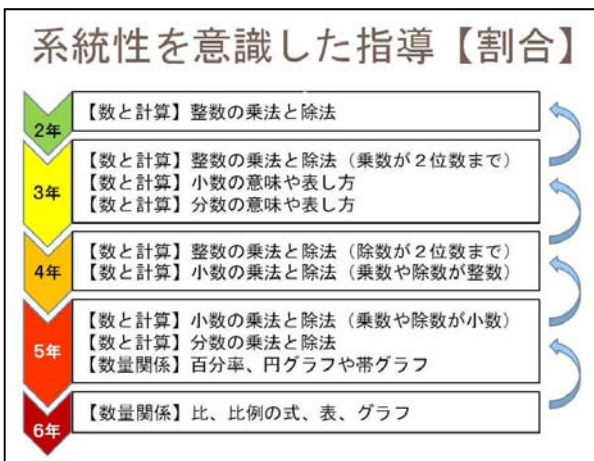 系統性を意識した指導【割合】
2年
【数と計算】整数の乗法と除法
3年
【数と計算】整数の乗法と除法（乗数が２位数まで）
【数と計算】小数の意味や表し方
【数と計算】分数の意味や表し方
4年
【数と計算】整数の乗法と除法（除数が２位数まで）
【数と計算】小数の乗法と除法（乗数や除数が整数）
5年
【数と計算】小数の乗法と除法（乗数や除数が小数）
【数と計算】分数の乗法と除法
【数量関係】百分率、円グラフや帯グラフ
6年
【数量関係】比、比例の式、表、グラフ